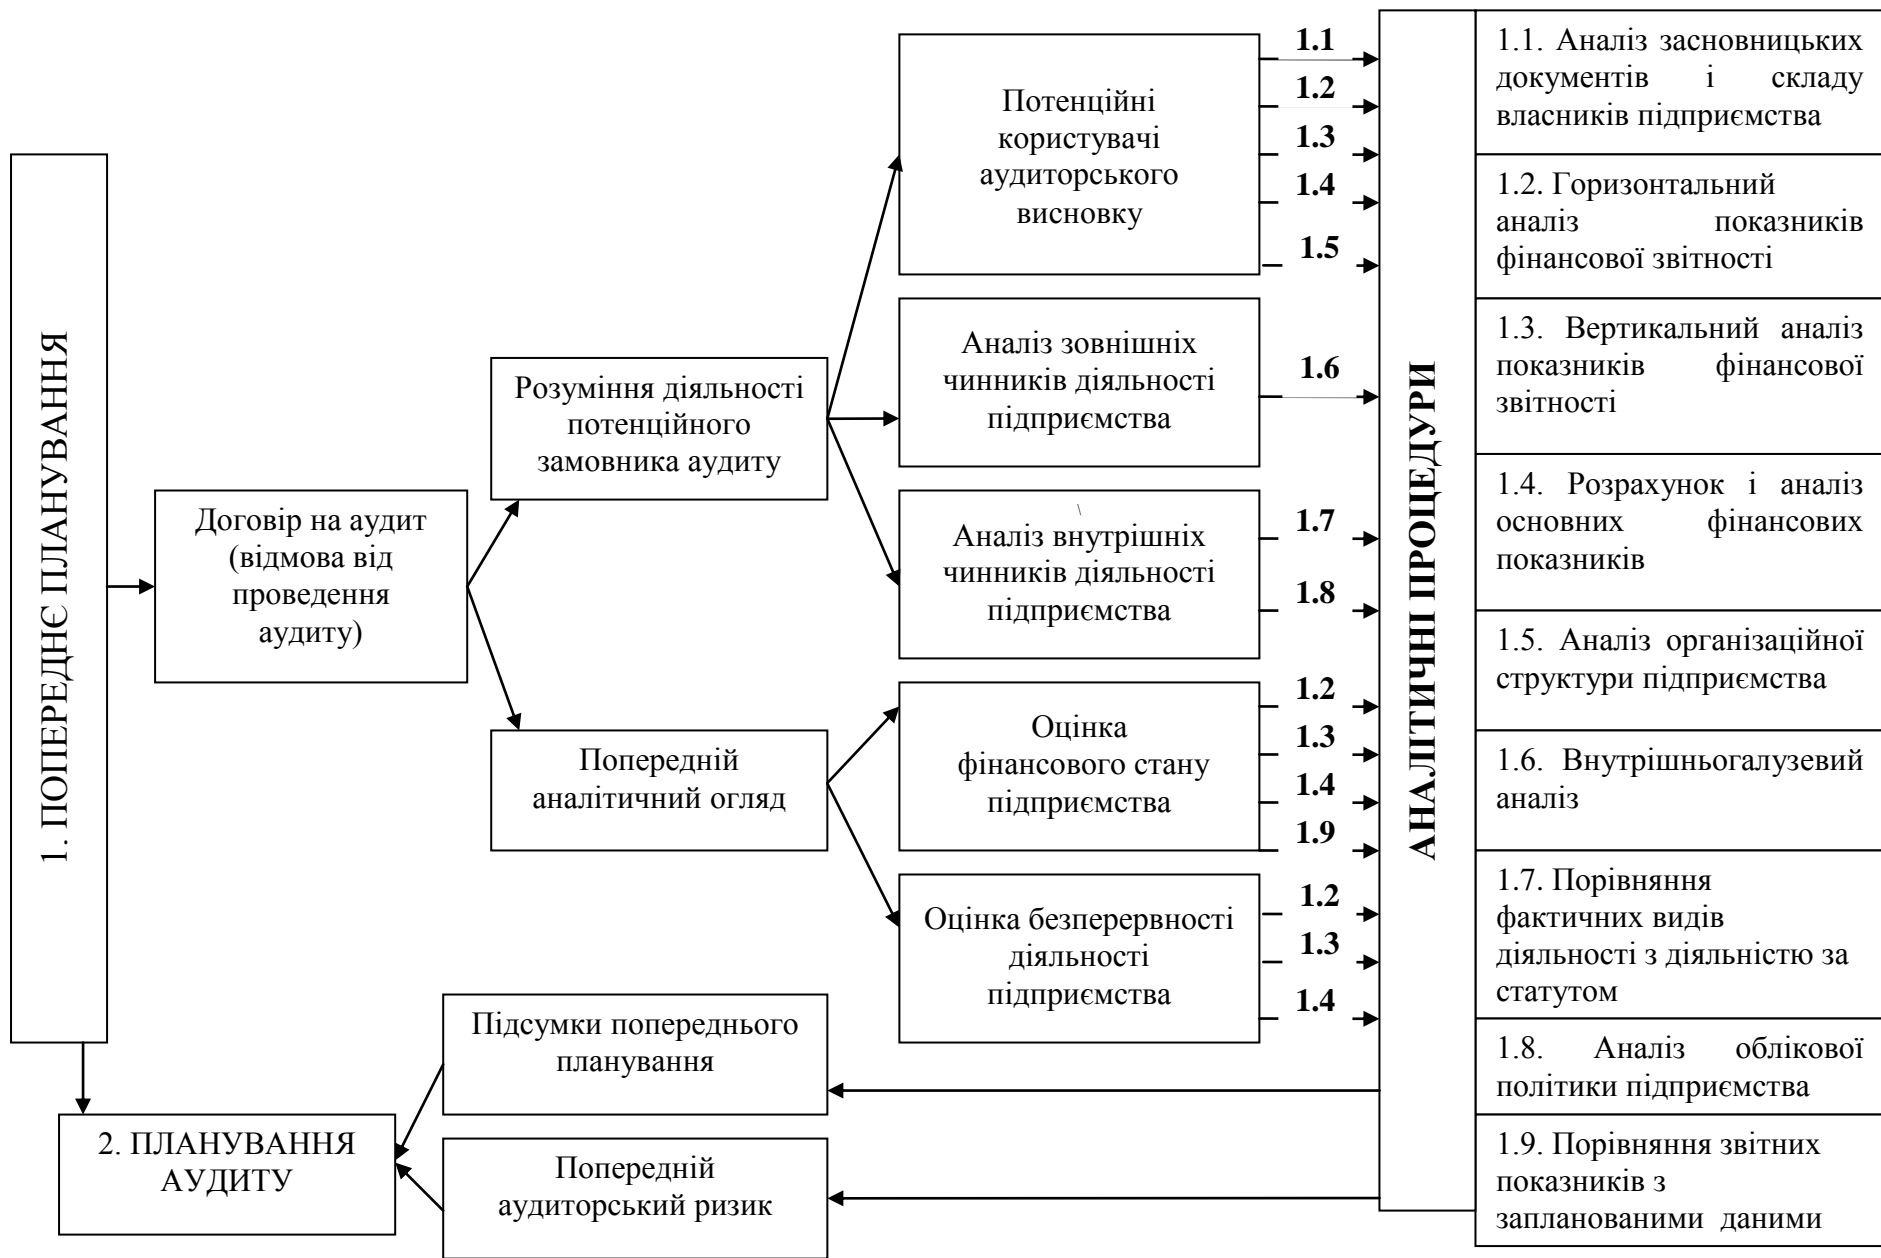 1. ПОПЕРЕДНЄ ПЛАНУВАННЯ
Договір на аудит
(відмова від
проведення
аудиту)
Розуміння діяльності
потенційного
замовника аудиту
Попередній
аналітичний огляд
Потенційні
користувачі
аудиторського
висновку
1.1
1.2
1.3
1.4
1.5
Аналіз зовнішніх
чинників діяльності
підприємства
1.6
\
Аналіз внутрішніх
чинників діяльності
підприємства
1.7
1.8
Оцінка
фінансового стану
підприємства
1.2
1.3
1.4
1.9
Оцінка безперервності
діяльності
підприємства
1.2
1.3
1.4
Підсумки попереднього
планування
2. ПЛАНУВАННЯ
АУДИТУ
Попередній
аудиторський ризик
АНАЛІТИЧНІ ПРОЦЕДУРИ
1.1. Аналіз засновницьких
документів і складу
власників підприємства
1.2. Горизонтальний
аналіз показників
фінансової звітності
1.3. Вертикальний аналіз
показників фінансової
звітності
1.4. Розрахунок і аналіз
основних фінансових
показників
1.5. Аналіз організаційної
структури підприємства
1.6. Внутрішньогалузевий
аналіз
1.7. Порівняння
фактичних видів
діяльності з діяльністю за
статутом
1.8. Аналіз облікової
політики підприємства
1.9. Порівняння звітних
показників з
запланованими даними